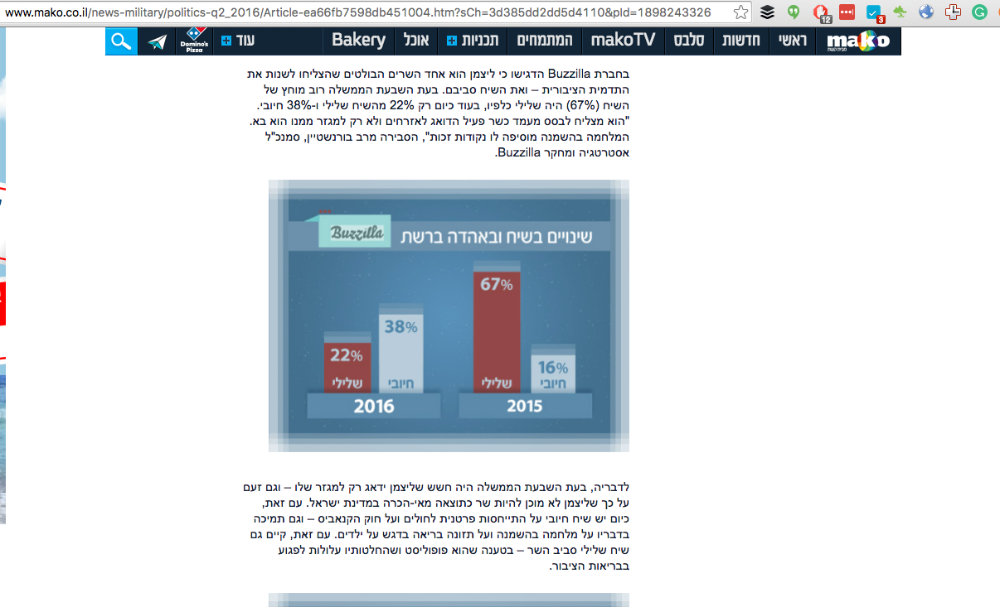 www.mako.co.il/news-military/politics-q2_2016/Article-ea66fb7598db451004.htm?sCh=3d385dd2dd5d4110&pId=1898243326
12
3
mako
מבית קשת
ראשי
חדשות
סלבס
makoTV
המתמחים
תכניות
אוכל
Bakery
עוד
Domino's
Pizza
בחברת Buzzilla הדגישו כי ליצמן הוא אחד השרים הבולטים שהצליחו לשנות את
התדמית הציבורית – ואת השיח סביבם. בעת השבעת הממשלה רוב מוחץ של
השיח (67%) היה שלילי כלפיו, בעוד כיום רק 22% מהשיח שלילי ו-38% חיובי.
"הוא מצליח לבסס מעמד כשר פעיל הדואג לאזרחים ולא רק למגזר ממנו הוא בא.
המלחמה בהשמנה מוסיפה לו נקודות זכות", הסבירה מרב בורנשטיין, סמנכ"ל
אסטרטגיה ומחקר Buzzilla.
Buzzilla
שינויים בשיח ובאהדה ברשת
67%
שלילי
16%
חיובי
2015
38%
חיובי
22%
שלילי
2016
לדבריה, בעת השבעת הממשלה היה חשש שליצמן ידאג רק למגזר שלו – וגם זעם
על כך שליצמן לא מוכן להיות שר כתוצאה מאי-הכרה במדינת ישראל. עם זאת,
כיום יש שיח חיובי על התייחסות פרטנית לחולים ועל חוק הקנאביס – וגם תמיכה
בדבריו על מלחמה בהשמנה ועל תזונה בריאה בדגש על ילדים. עם זאת, קיים גם
שיח שלילי סביב השר – בטענה שהוא פופוליסט ושהחלטותיו עלולות לפגוע
בבריאות הציבור.